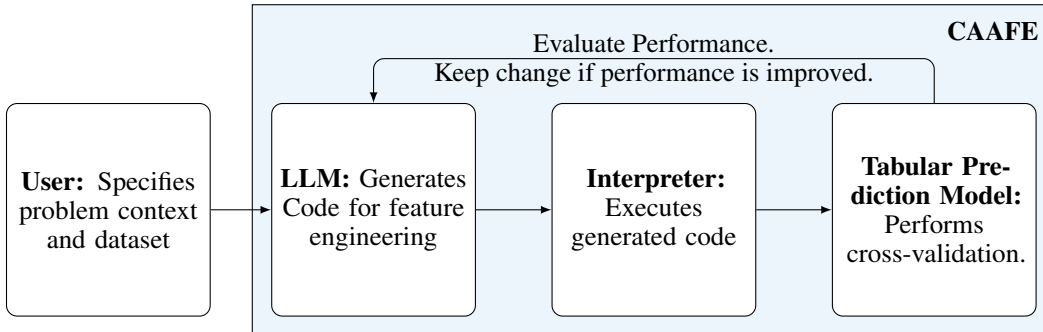 CAAFE
Evaluate Performance.
Keep change if performance is improved.
User: Specifies
problem context
and dataset
LLM: Generates
Code for feature
engineering
Interpreter:
Executes
generated code
Tabular Pre-
diction Model:
Performs
cross-validation.